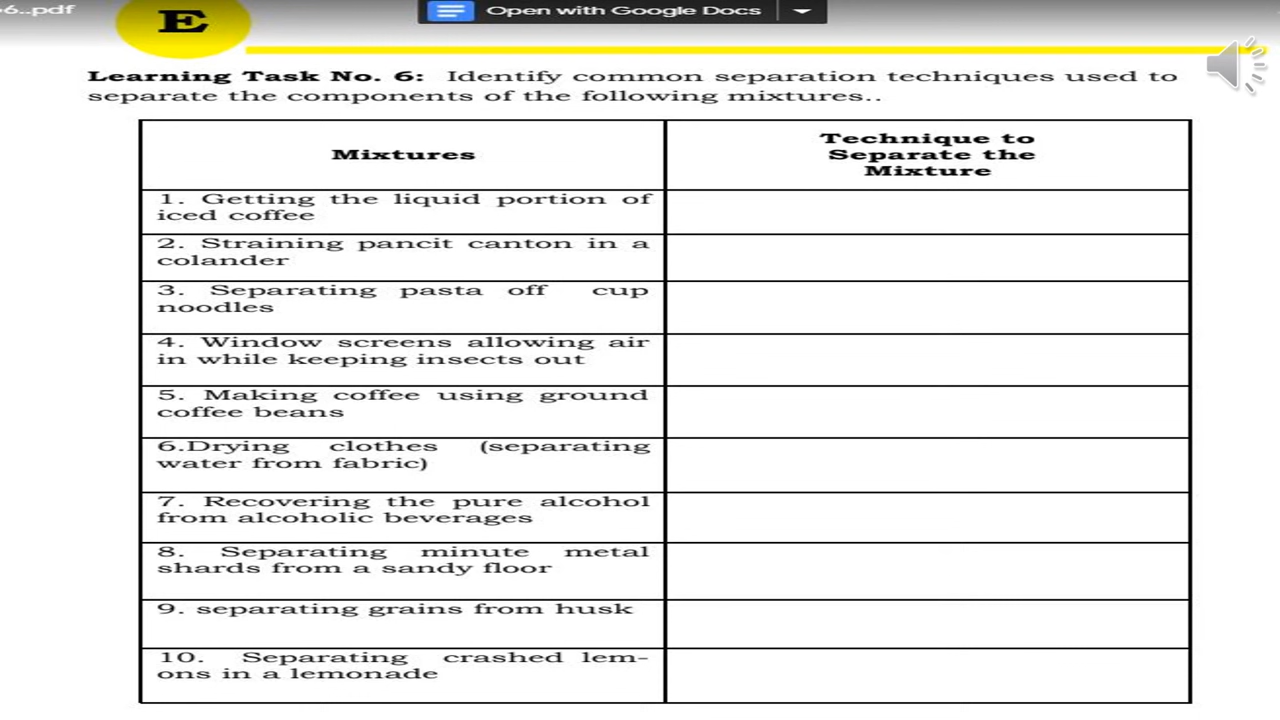 6..pdf
E
Open with Google Docs
Learning Task No. 6: Identify common separation techniques used to
separate the components of the following mixtures..
Mixtures
Technique to
Separate the
Mixture
1. Getting the liquid portion of
iced coffee
2. Straining pancit canton in a
colander
3. Separating pasta off cup
noodles
4. Window screens allowing air
in while keeping insects out
5. Making coffee using ground
coffee beans
6.Drying clothes (separating
water from fabric)
7. Recovering the pure alcohol
from alcoholic beverages
8. Separating minute metal
shards from a sandy floor
9. separating grains from husk
10. Separating crashed lem-
ons in a lemonade